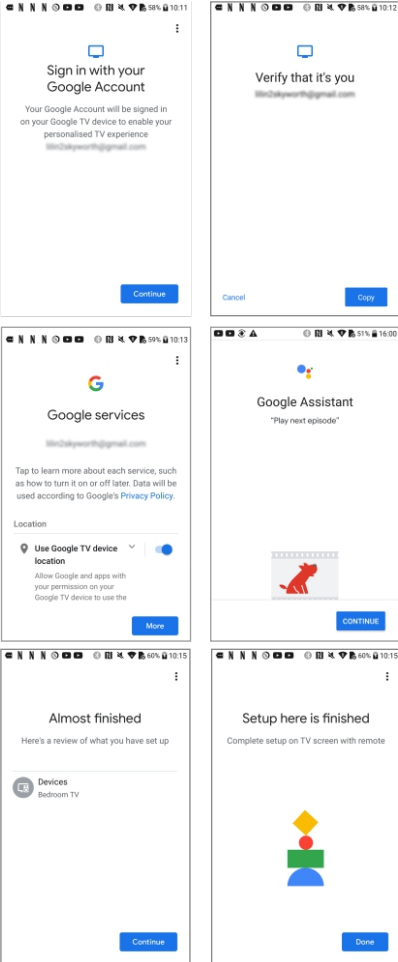 58% 10:11
Sign in with your
Google Account
Your Google Account will be signed in
on your Google TV device to enable your
personalised TV experience
Continue
58% 10:12
Verify that it's you
Cancel
Copy
59% 10:13
Google services
Tap to learn more about each service, such
as how to turn it on or off later. Data will be
used according to Google's Privacy Policy.
Location
Use Google TV device
location
Allow Google and apps with
your permission on your
Google TV device to use the
More
51% 16:00
Google Assistant
"Play next episode"
CONTINUE
60% 10:15
Almost finished
Here's a review of what you have set up
Devices
Bedroom TV
Continue
60% 10:15
Setup here is finished
Complete setup on TV screen with remote
Done